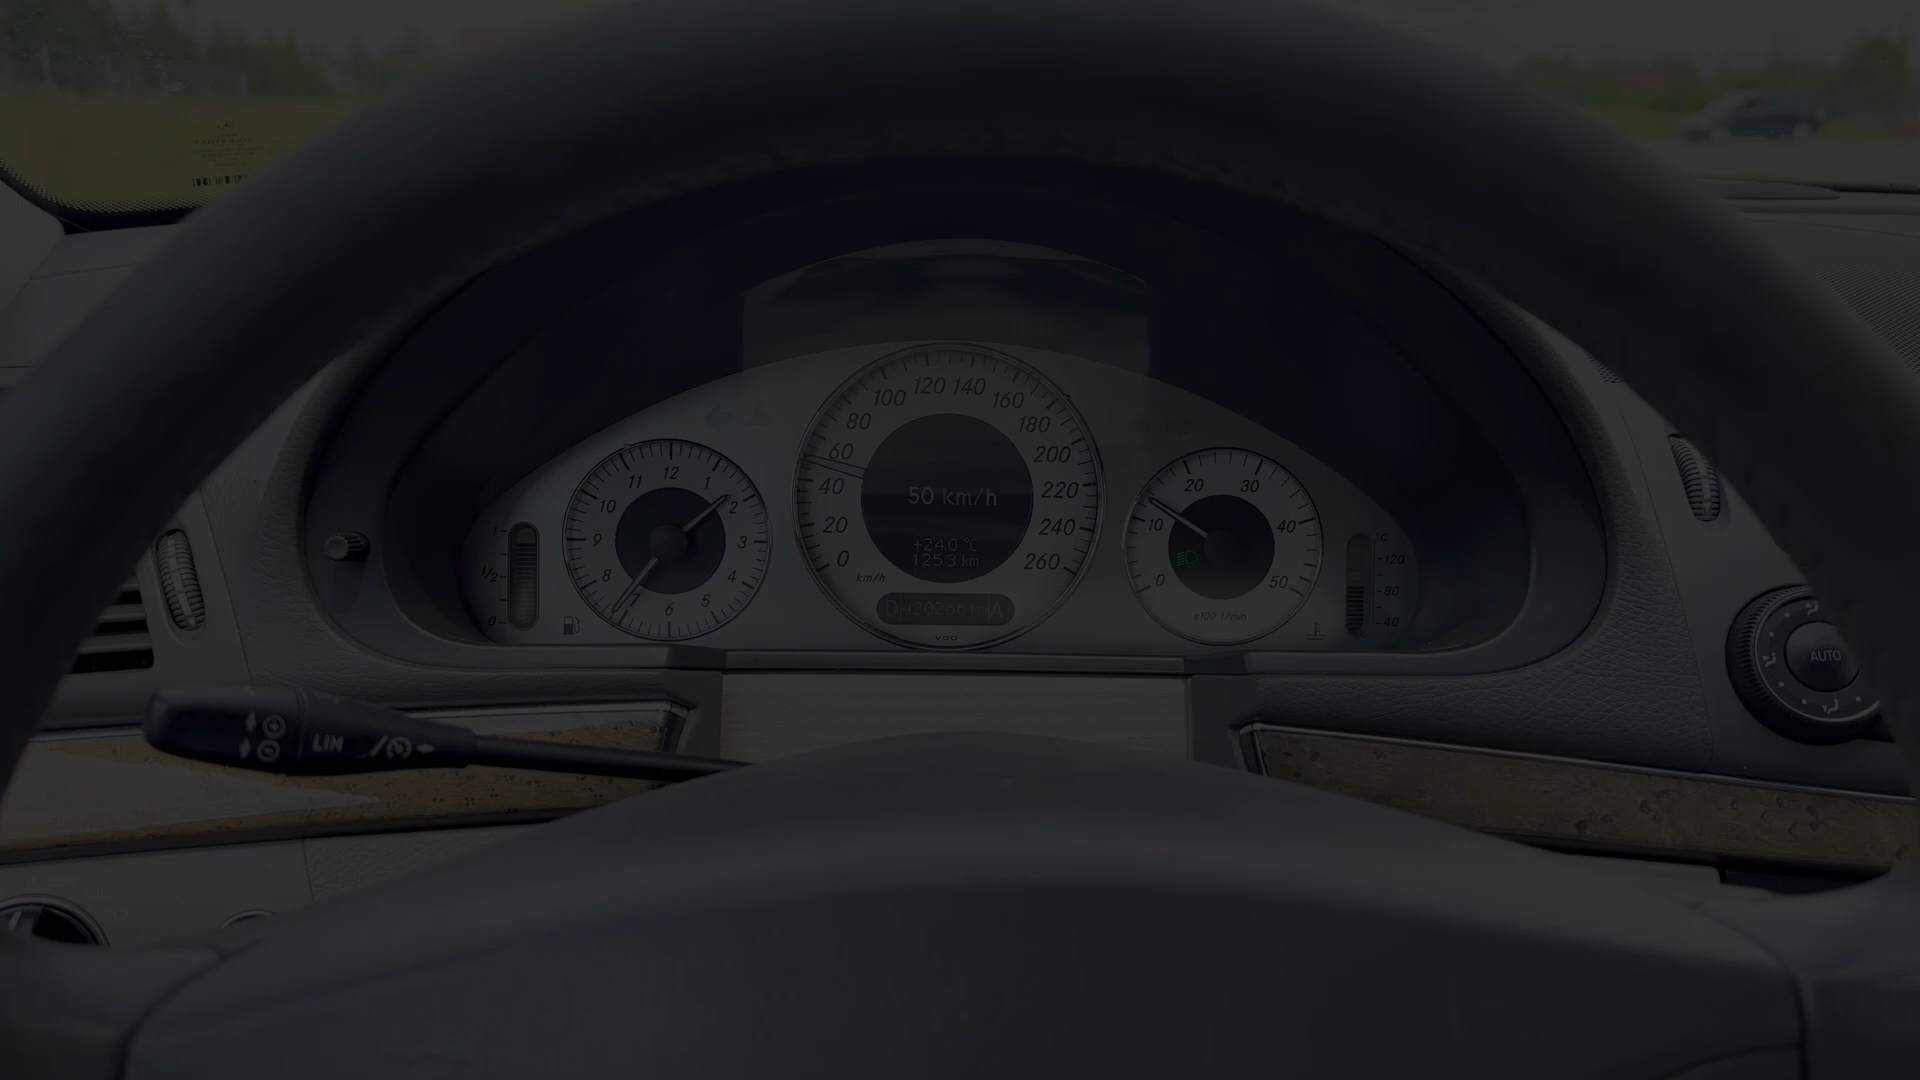 120 140
100 160
80 180
60 200
40 220
20 240
0 260
km/h
50 km/h
+24.0 °C
125.3 km
D
A
VDO
12
11 1
10 2
9 3
8 4
7 5
6
1
1/2
0
20 30
10 40
0 50
x100 1/min
°C
120
80
40
AUTO
LIM